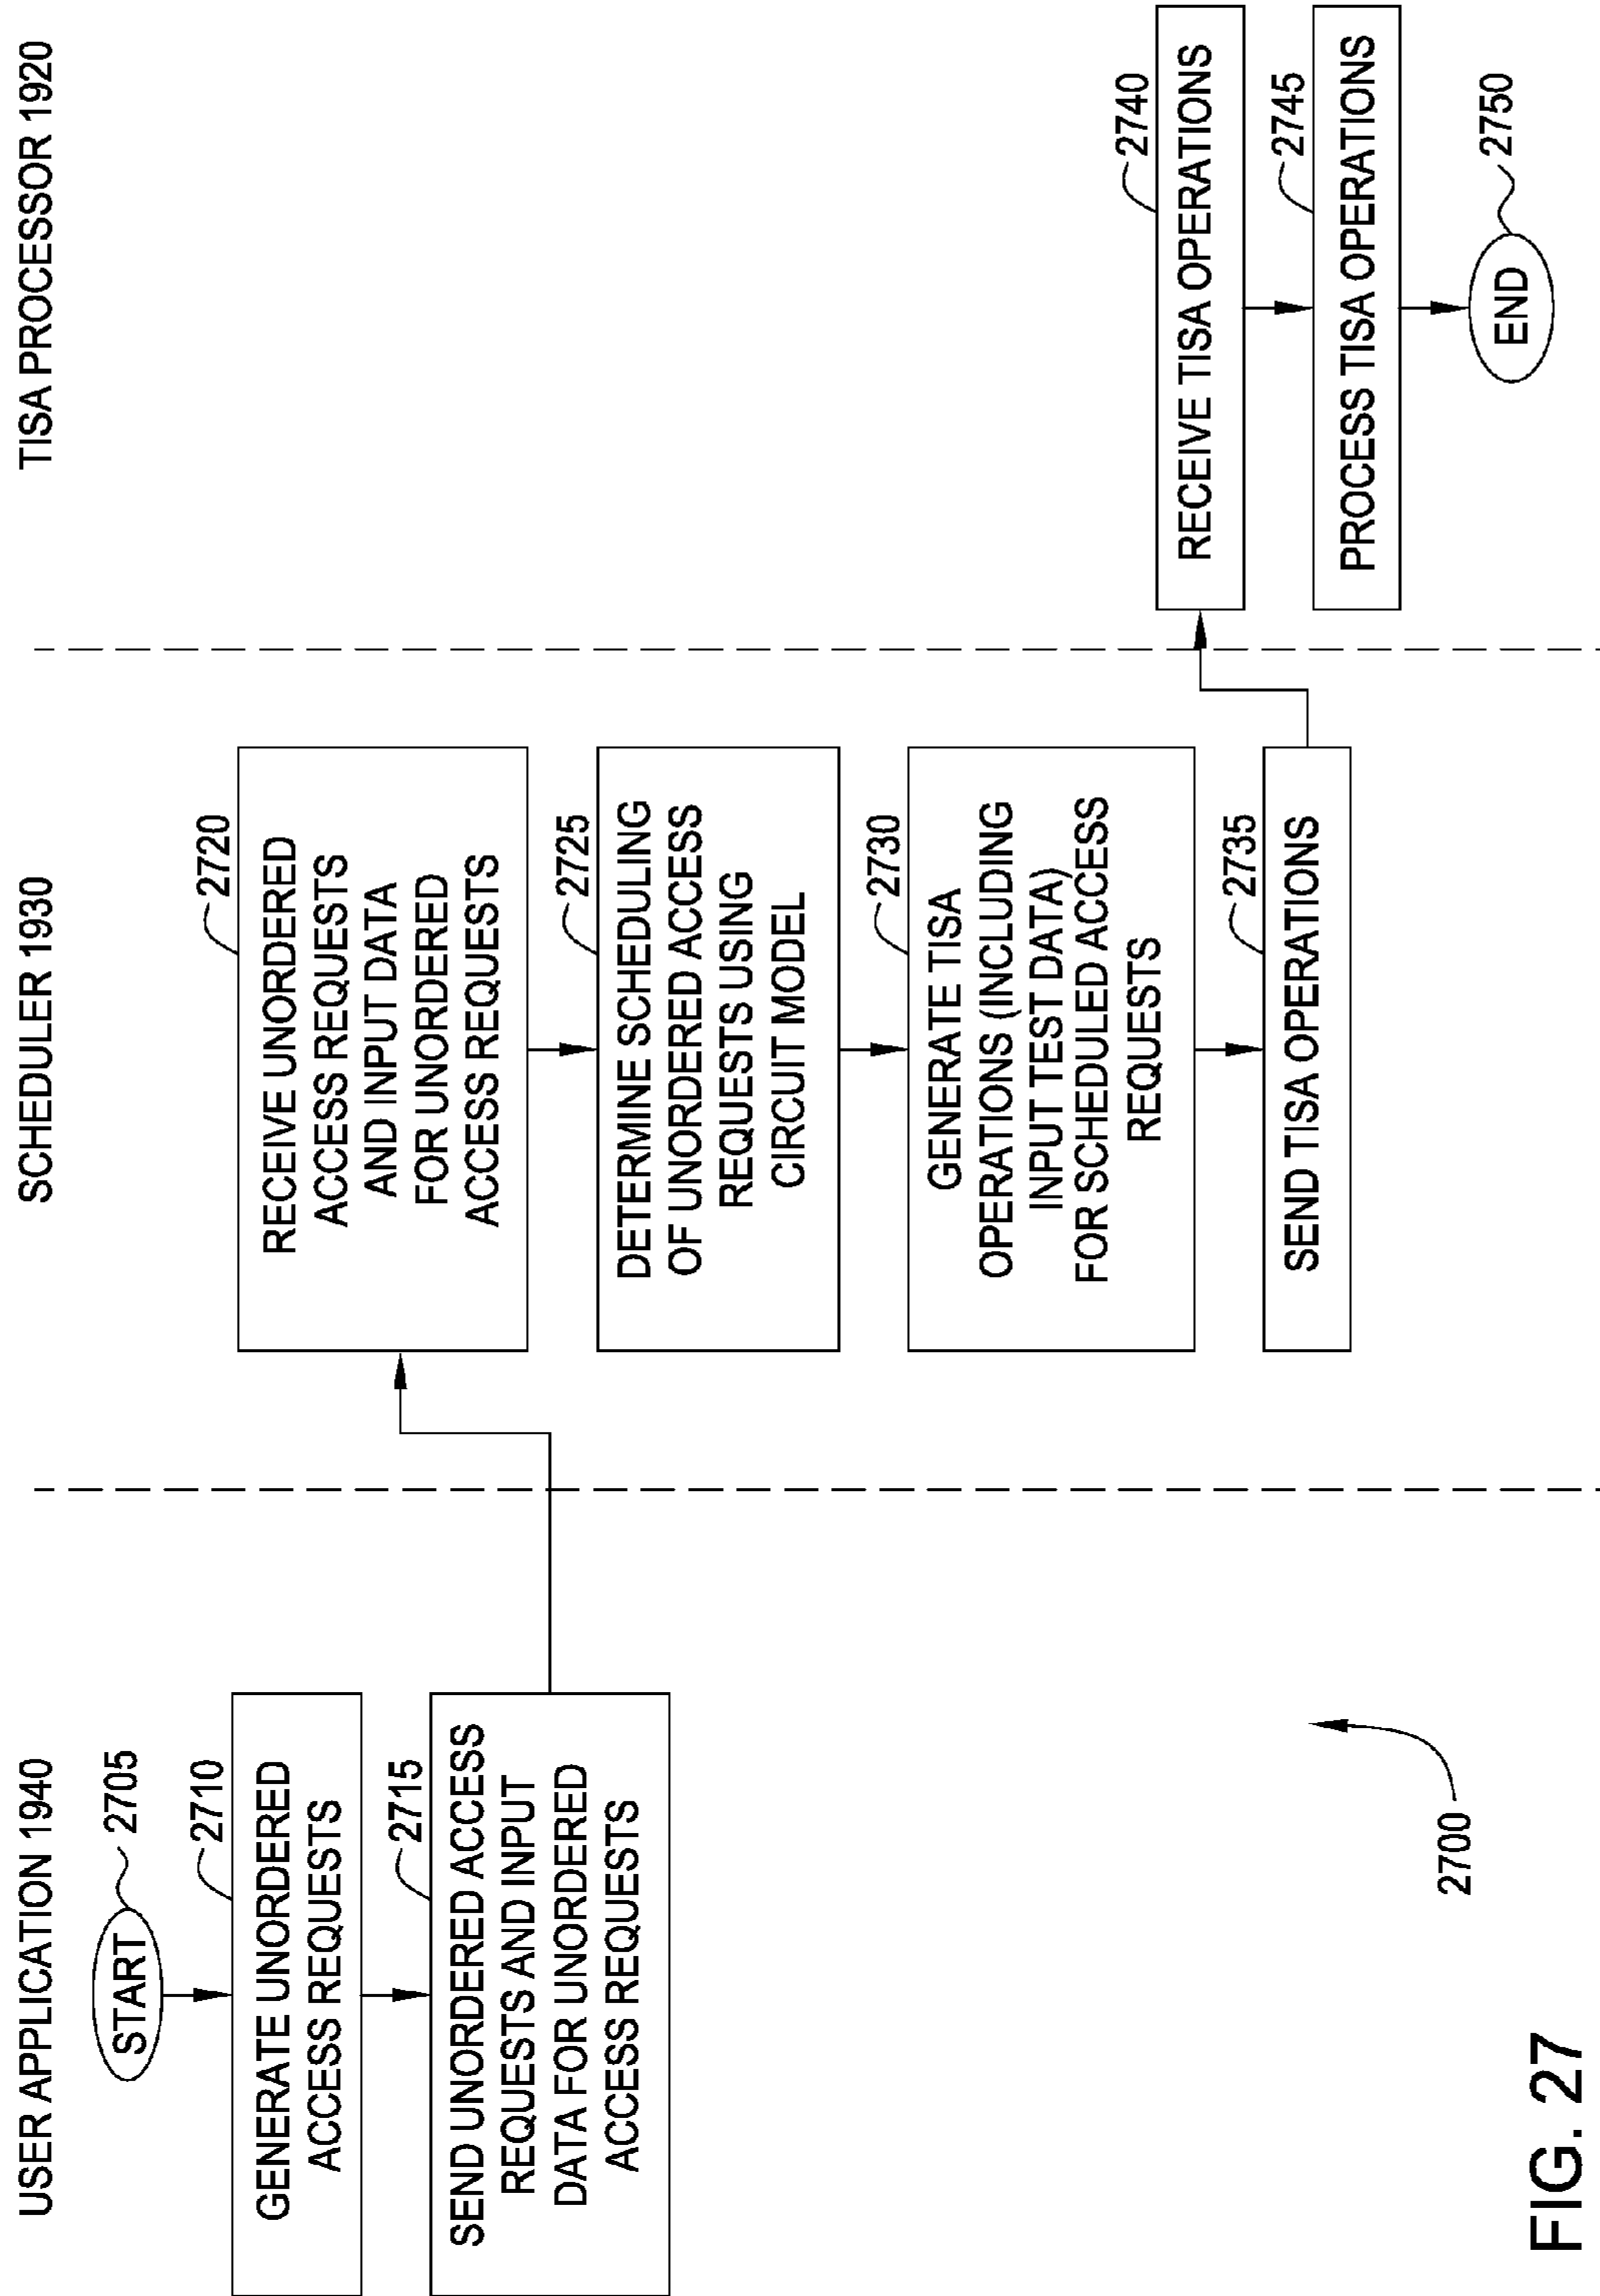 USER APPLICATION 1940
START
2705
2710
GENERATE UNORDERED
ACCESS REQUESTS
2715
SEND UNORDERED ACCESS
REQUESTS AND INPUT
DATA FOR UNORDERED
ACCESS REQUESTS
SCHEDULER 1930
2720
RECEIVE UNORDERED
ACCESS REQUESTS
AND INPUT DATA
FOR UNORDERED
ACCESS REQUESTS
2725
DETERMINE SCHEDULING
OF UNORDERED ACCESS
REQUESTS USING
CIRCUIT MODEL
2730
GENERATE TISA
OPERATIONS (INCLUDING
INPUT TEST DATA)
FOR SCHEDULED ACCESS
REQUESTS
2735
SEND TISA OPERATIONS
TISA PROCESSOR 1920
2740
RECEIVE TISA OPERATIONS
2745
PROCESS TISA OPERATIONS
END
2750
2700
FIG. 27